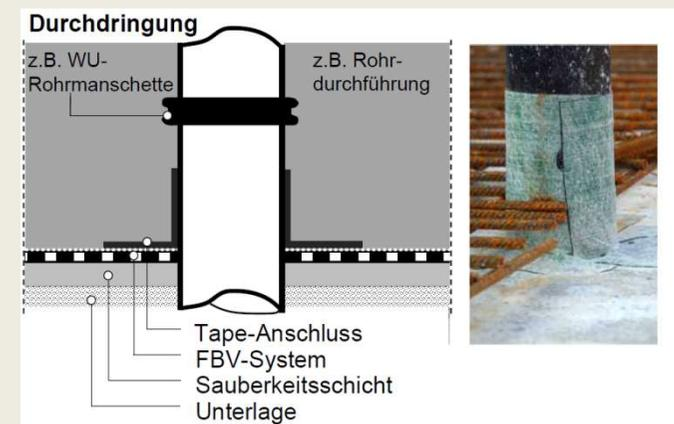 Durchdringung
z.B. WU-
Rohrmanschette
z.B. Rohr-
durchführung
Tape-Anschluss
FBV-System
Sauberkeitsschicht
Unterlage